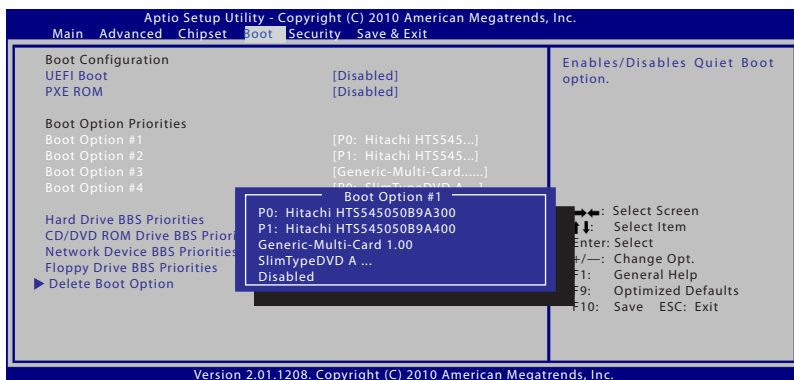 Aptio Setup Utility - Copyright (C) 2010 American Megatrends, Inc.
Main Advanced Chipset Boot Security Save & Exit
Boot Configuration
UEFI Boot [Disabled]
PXE ROM [Disabled]
Boot Option Priorities
Boot Option #1 [P0: Hitachi HTS545...]
Boot Option #2 [P1: Hitachi HTS545...]
Boot Option #3 [Generic-Multi-Card......]
Boot Option #4 [P0: SlimTypeDVD A...]
Hard Drive BBS Priorities
CD/DVD ROM Drive BBS Priori
Network Device BBS Priorities
Floppy Drive BBS Priorities
Delete Boot Option
Boot Option #1
P0: Hitachi HTS545050B9A300
P1: Hitachi HTS545050B9A400
Generic-Multi-Card 1.00
SlimTypeDVD A ...
Disabled
Enables/Disables Quiet Boot
option.
→←: Select Screen
↑↓: Select Item
Enter: Select
+/—: Change Opt.
F1: General Help
F9: Optimized Defaults
F10: Save ESC: Exit
Version 2.01.1208. Copyright (C) 2010 American Megatrends, Inc.